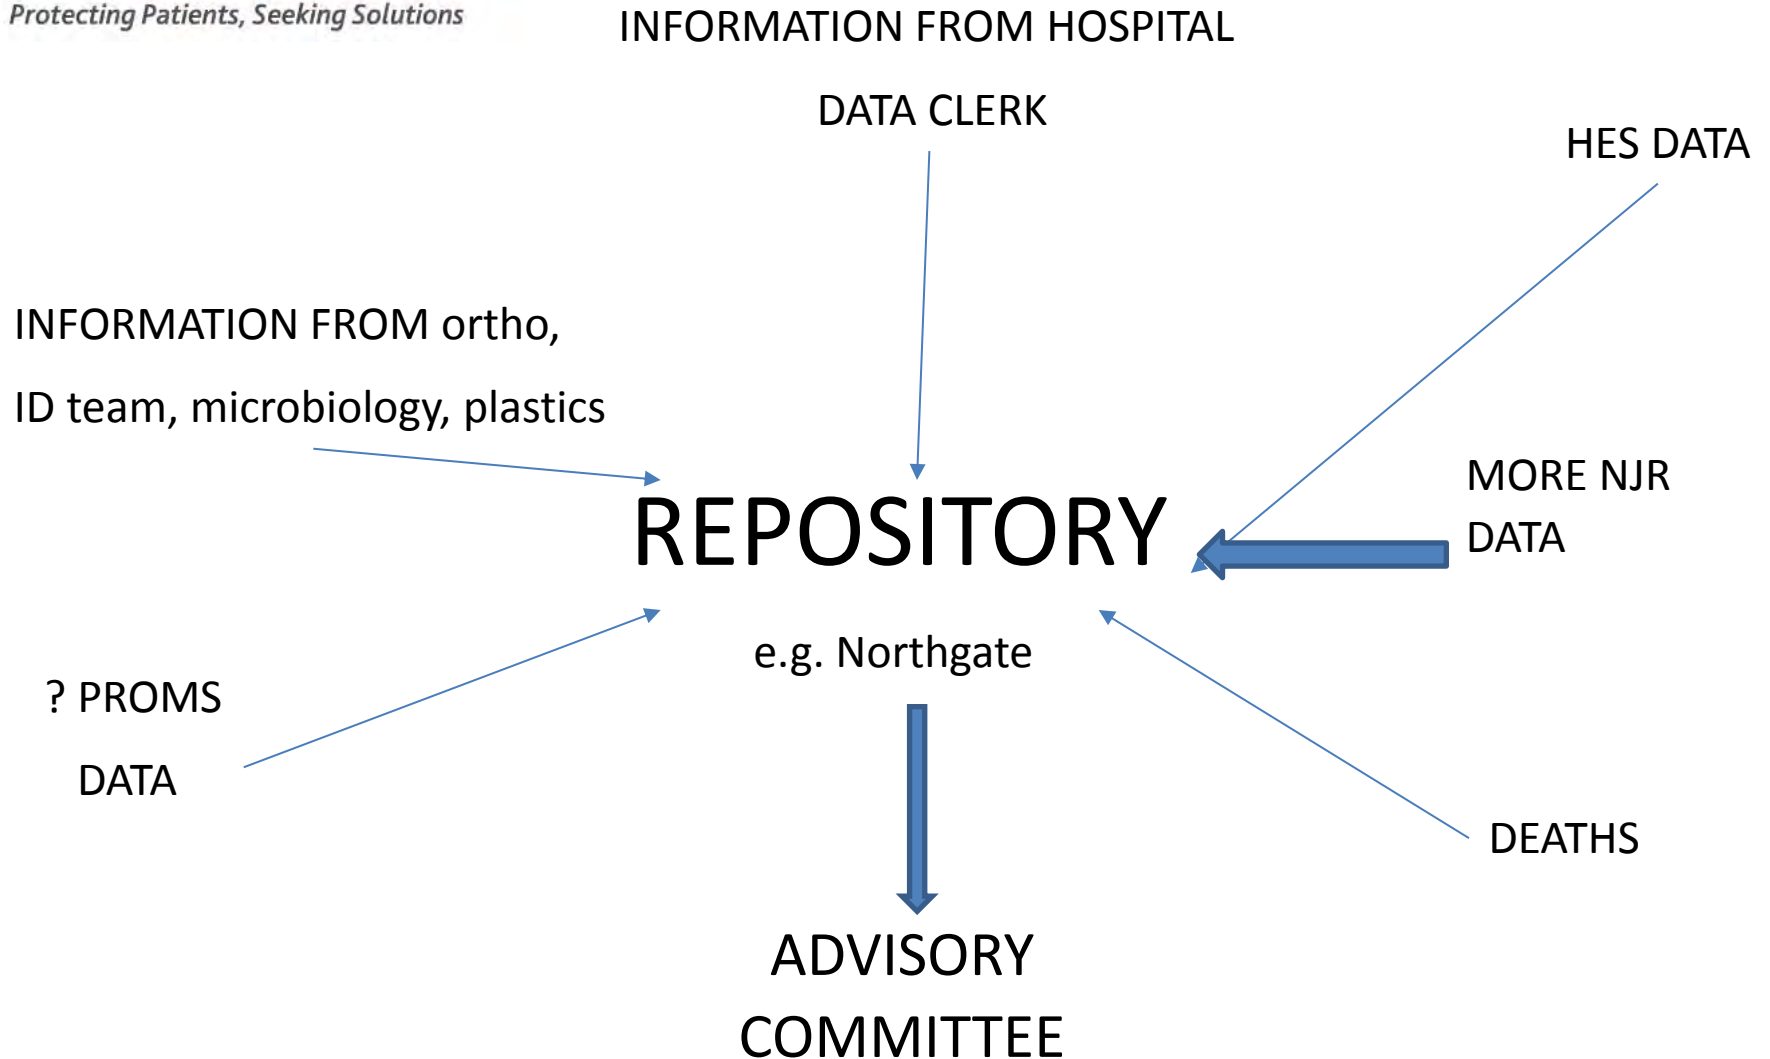 Protecting Patients, Seeking Solutions
INFORMATION FROM HOSPITAL
DATA CLERK
HES DATA
INFORMATION FROM ortho,
ID team, microbiology, plastics
MORE NJR
DATA
REPOSITORY
e.g. Northgate
? PROMS
DATA
DEATHS
ADVISORY
COMMITTEE